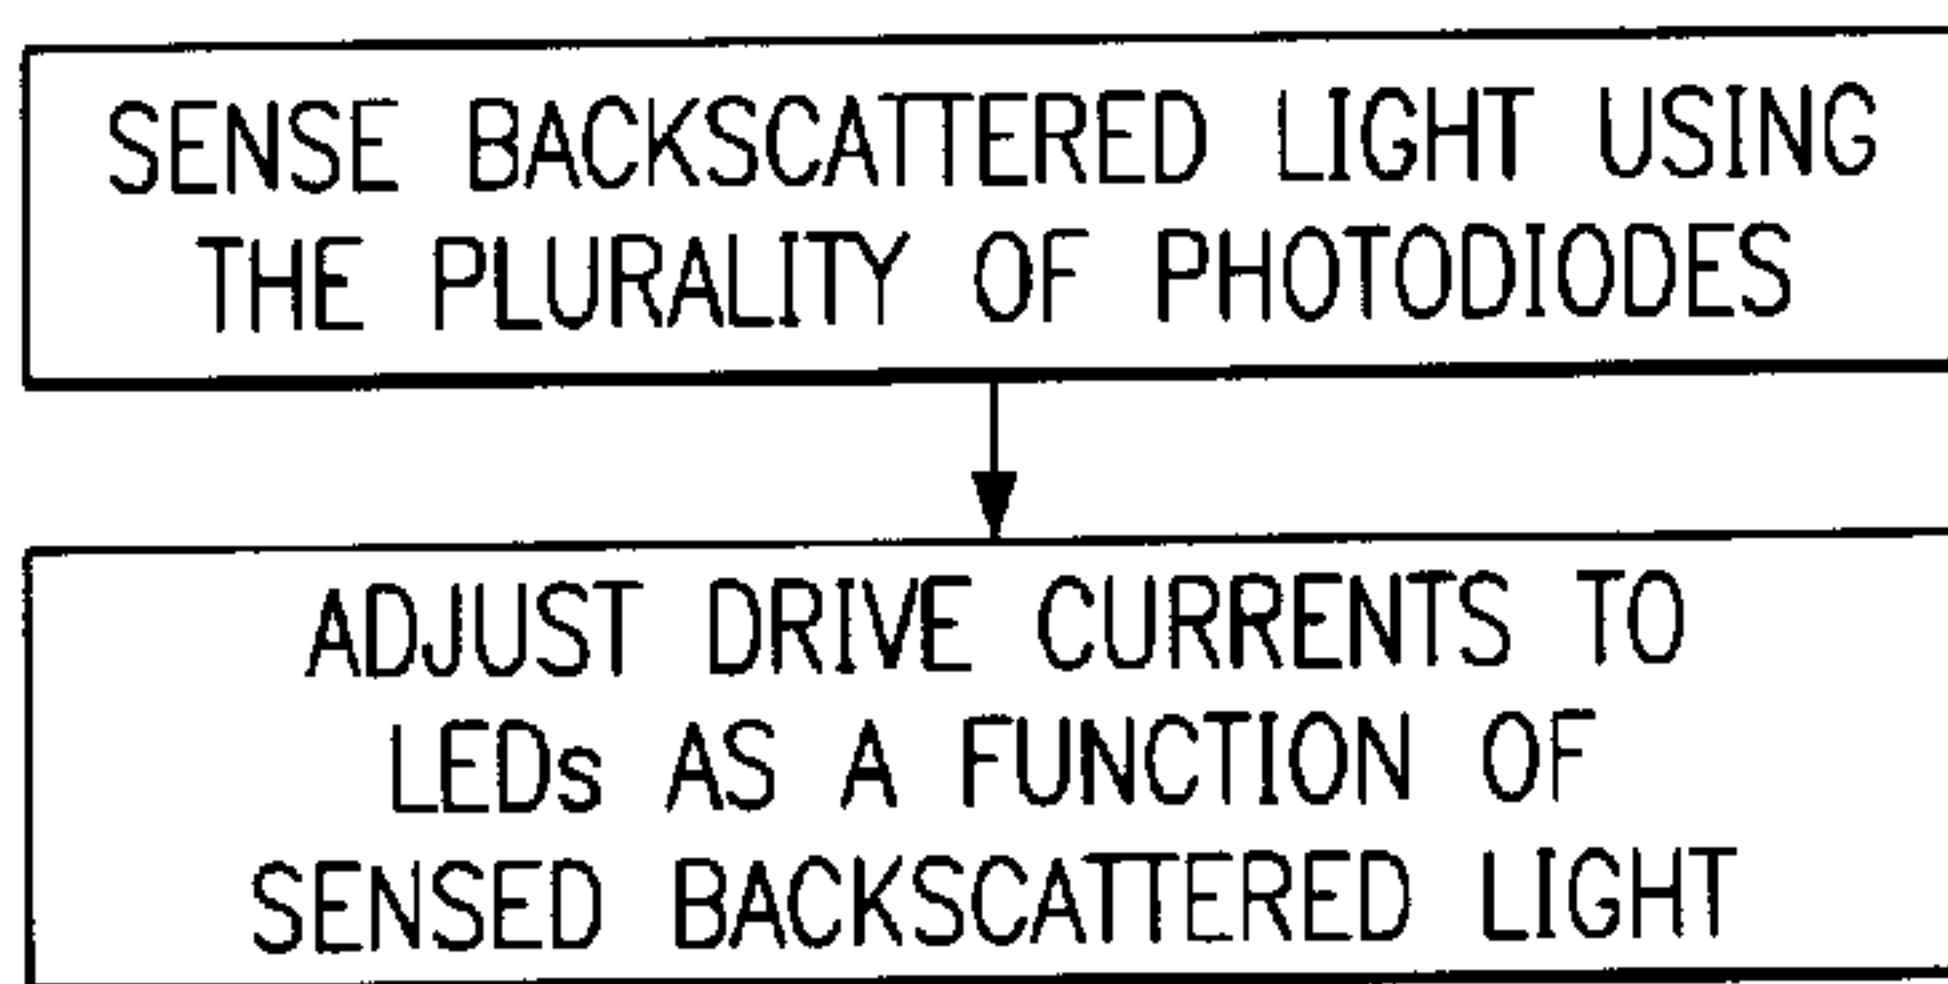 SENSE BACKSCATTERED LIGHT USING
THE PLURALITY OF PHOTODIODES
ADJUST DRIVE CURRENTS TO
LEDs AS A FUNCTION OF
SENSED BACKSCATTERED LIGHT